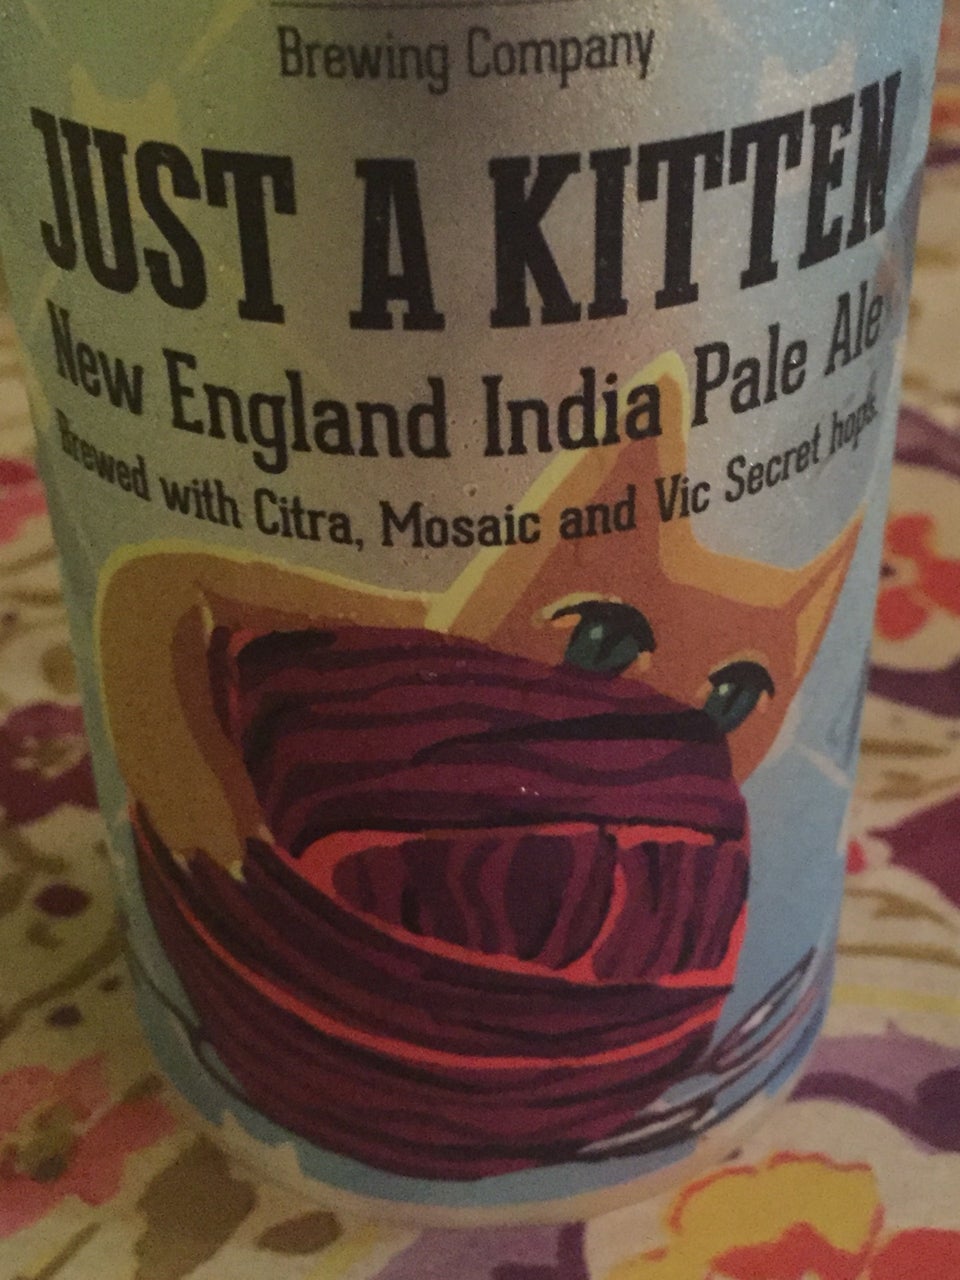 Brewing Company
JUST A KITTEN
New England India Pale Ale
Brewed with Citra, Mosaic and Vic Secret hops.